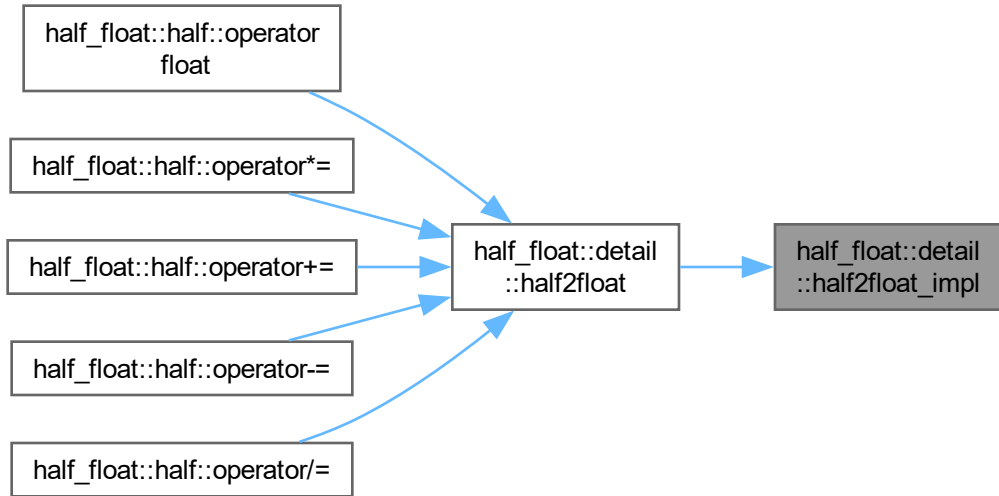 half_float::half::operator
float
half_float::half::operator*=
half_float::half::operator+=
half_float::half::operator-=
half_float::half::operator/=
half_float::detail
::half2float
half_float::detail
::half2float_impl